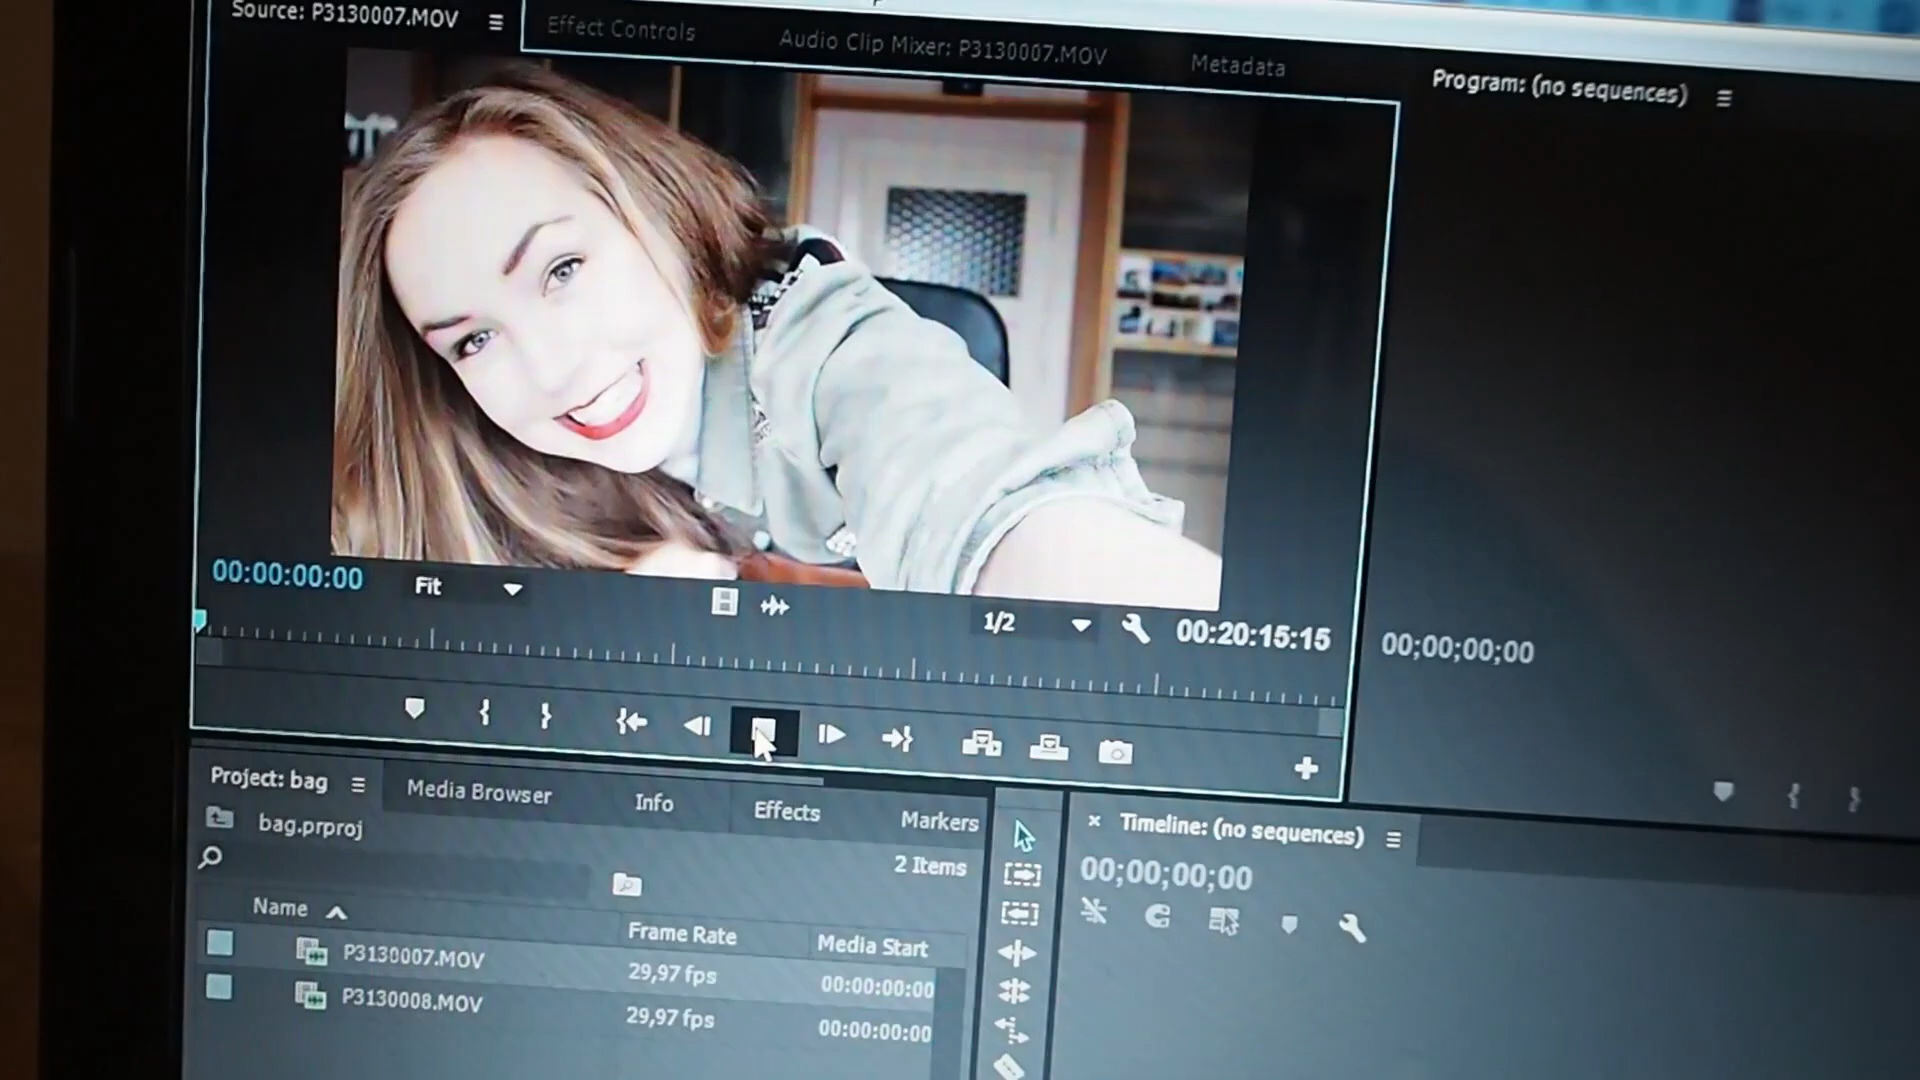 Source: P3130007.MOV
Effect Controls
Audio Clip Mixer: P3130007.MOV
Metadata
Program: (no sequences)
00:00:00:00
Fit
1/2
00:20:15:15
00;00;00;00
Project: bag
Media Browser
Info
Effects
Markers
bag.prproj
2 Items
Name
Frame Rate
Media Start
P3130007.MOV
29,97 fps
00:00:00:00
P3130008.MOV
29,97 fps
00:00:00:00
Timeline: (no sequences)
00;00;00;00